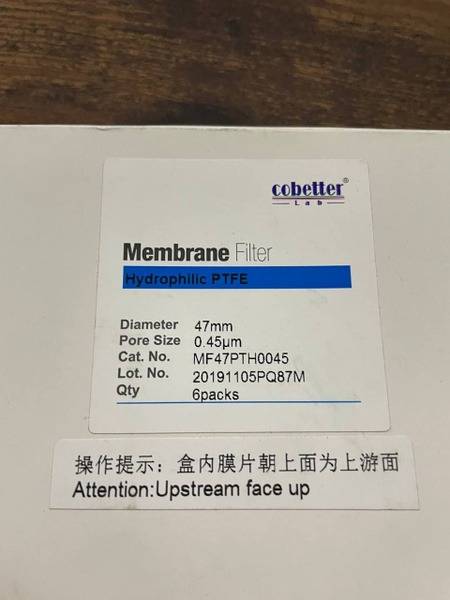 cobetter®
Lab
Membrane Filter
Hydrophilic PTFE
Diameter 47mm
Pore Size 0.45μm
Cat. No. MF47PTH0045
Lot. No. 20191105PQ87M
Qty 6packs
操作提示：盒内膜片朝上面为上游面
Attention:Upstream face up